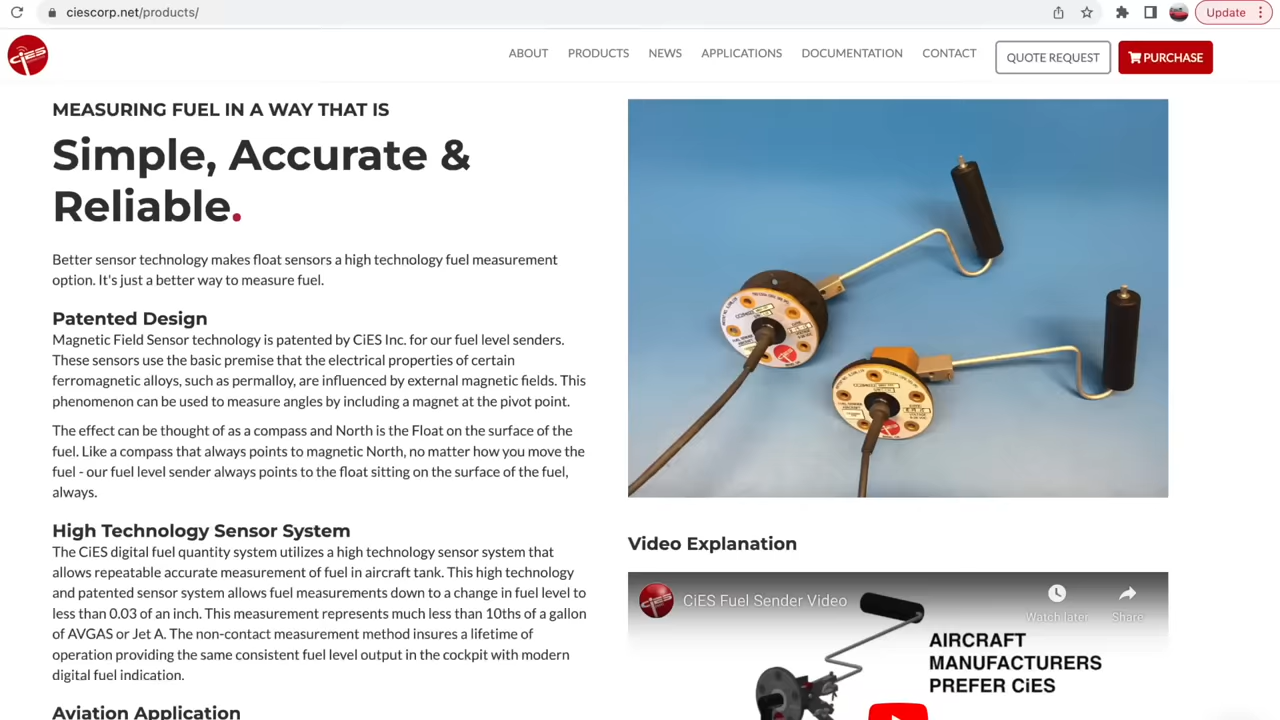 ciescorp.net/products/
Update
CiES
ABOUT
PRODUCTS
NEWS
APPLICATIONS
DOCUMENTATION
CONTACT
QUOTE REQUEST
PURCHASE
MEASURING FUEL IN A WAY THAT IS
Simple, Accurate &
Reliable.
Better sensor technology makes float sensors a high technology fuel measurement
option. It's just a better way to measure fuel.
Patented Design
Magnetic Field Sensor technology is patented by CiES Inc. for our fuel level senders.
These sensors use the basic premise that the electrical properties of certain
ferromagnetic alloys, such as permalloy, are influenced by external magnetic fields. This
phenomenon can be used to measure angles by including a magnet at the pivot point.
The effect can be thought of as a compass and North is the Float on the surface of the
fuel. Like a compass that always points to magnetic North, no matter how you move the
fuel - our fuel level sender always points to the float sitting on the surface of the fuel,
always.
High Technology Sensor System
The CiES digital fuel quantity system utilizes a high technology sensor system that
allows repeatable accurate measurement of fuel in aircraft tank. This high technology
and patented sensor system allows fuel measurements down to a change in fuel level to
less than 0.03 of an inch. This measurement represents much less than 10ths of a gallon
of AVGAS or Jet A. The non-contact measurement method insures a lifetime of
operation providing the same consistent fuel level output in the cockpit with modern
digital fuel indication.
Aviation Application
Video Explanation
CiES
CiES Fuel Sender Video
Watch later
Share
AIRCRAFT
MANUFACTURERS
PREFER CiES